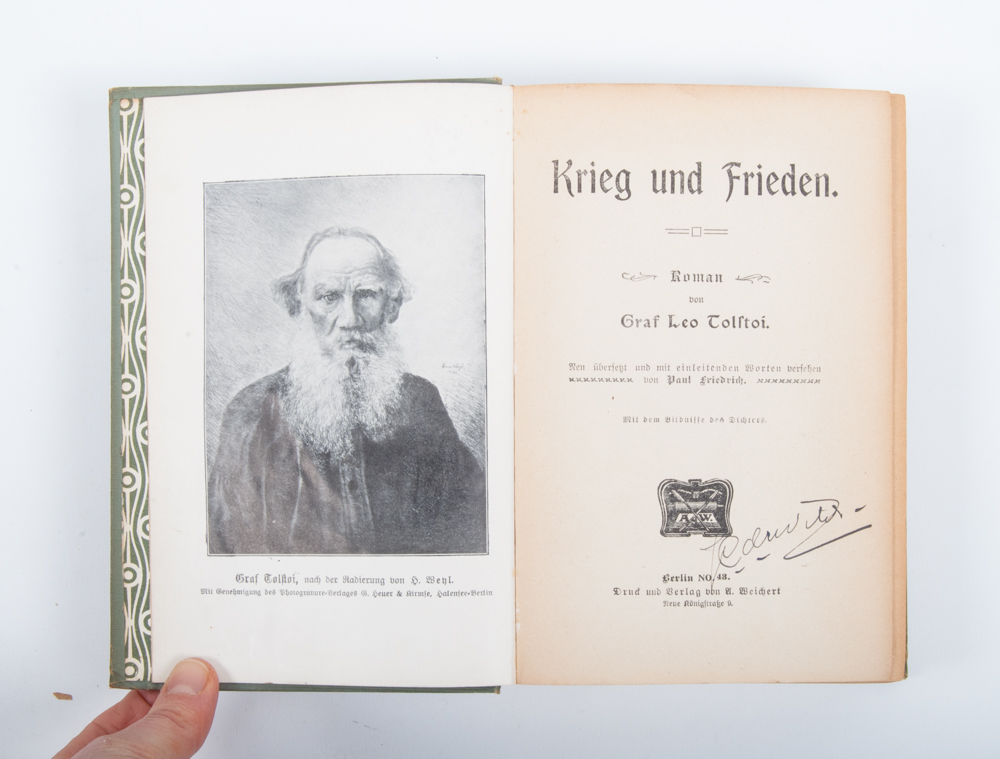 Graf Tolstoi, nach der Radierung von H. Weyl.
Mit Genehmigung des Photogravure-Verlages G. Heuer & Kirmse, Halensee-Berlin
Krieg und Frieden.
Roman
von
Graf Leo Tolstoi.
Neu übersetzt und mit einleitenden Worten versehen
von Paul Friedrich.
Mit dem Bildnisse des Dichters.
A. W.
Berlin NO. 43.
Druck und Verlag von A. Weichert
Neue Königstraße 9.